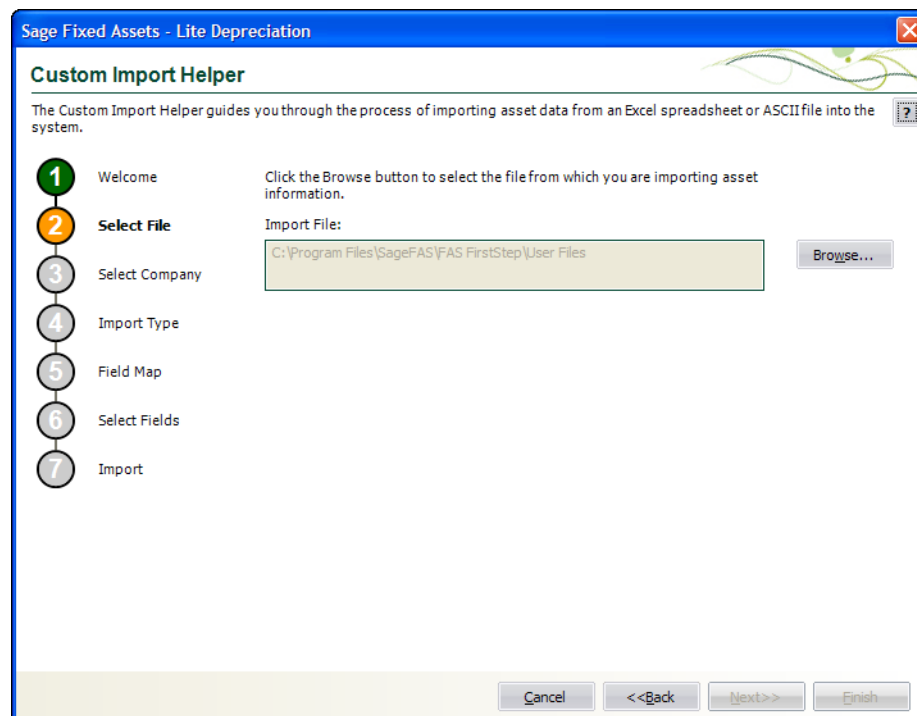 Sage Fixed Assets - Lite Depreciation
Custom Import Helper
The Custom Import Helper guides you through the process of importing asset data from an Excel spreadsheet or ASCII file into the
system.
?
1 Welcome
Click the Browse button to select the file from which you are importing asset
information.
2 Select File
Import File:
C:\Program Files\SageFAS\FAS FirstStep\User Files
Browse...
3 Select Company
4 Import Type
5 Field Map
6 Select Fields
7 Import
Cancel <<Back Next>> Finish